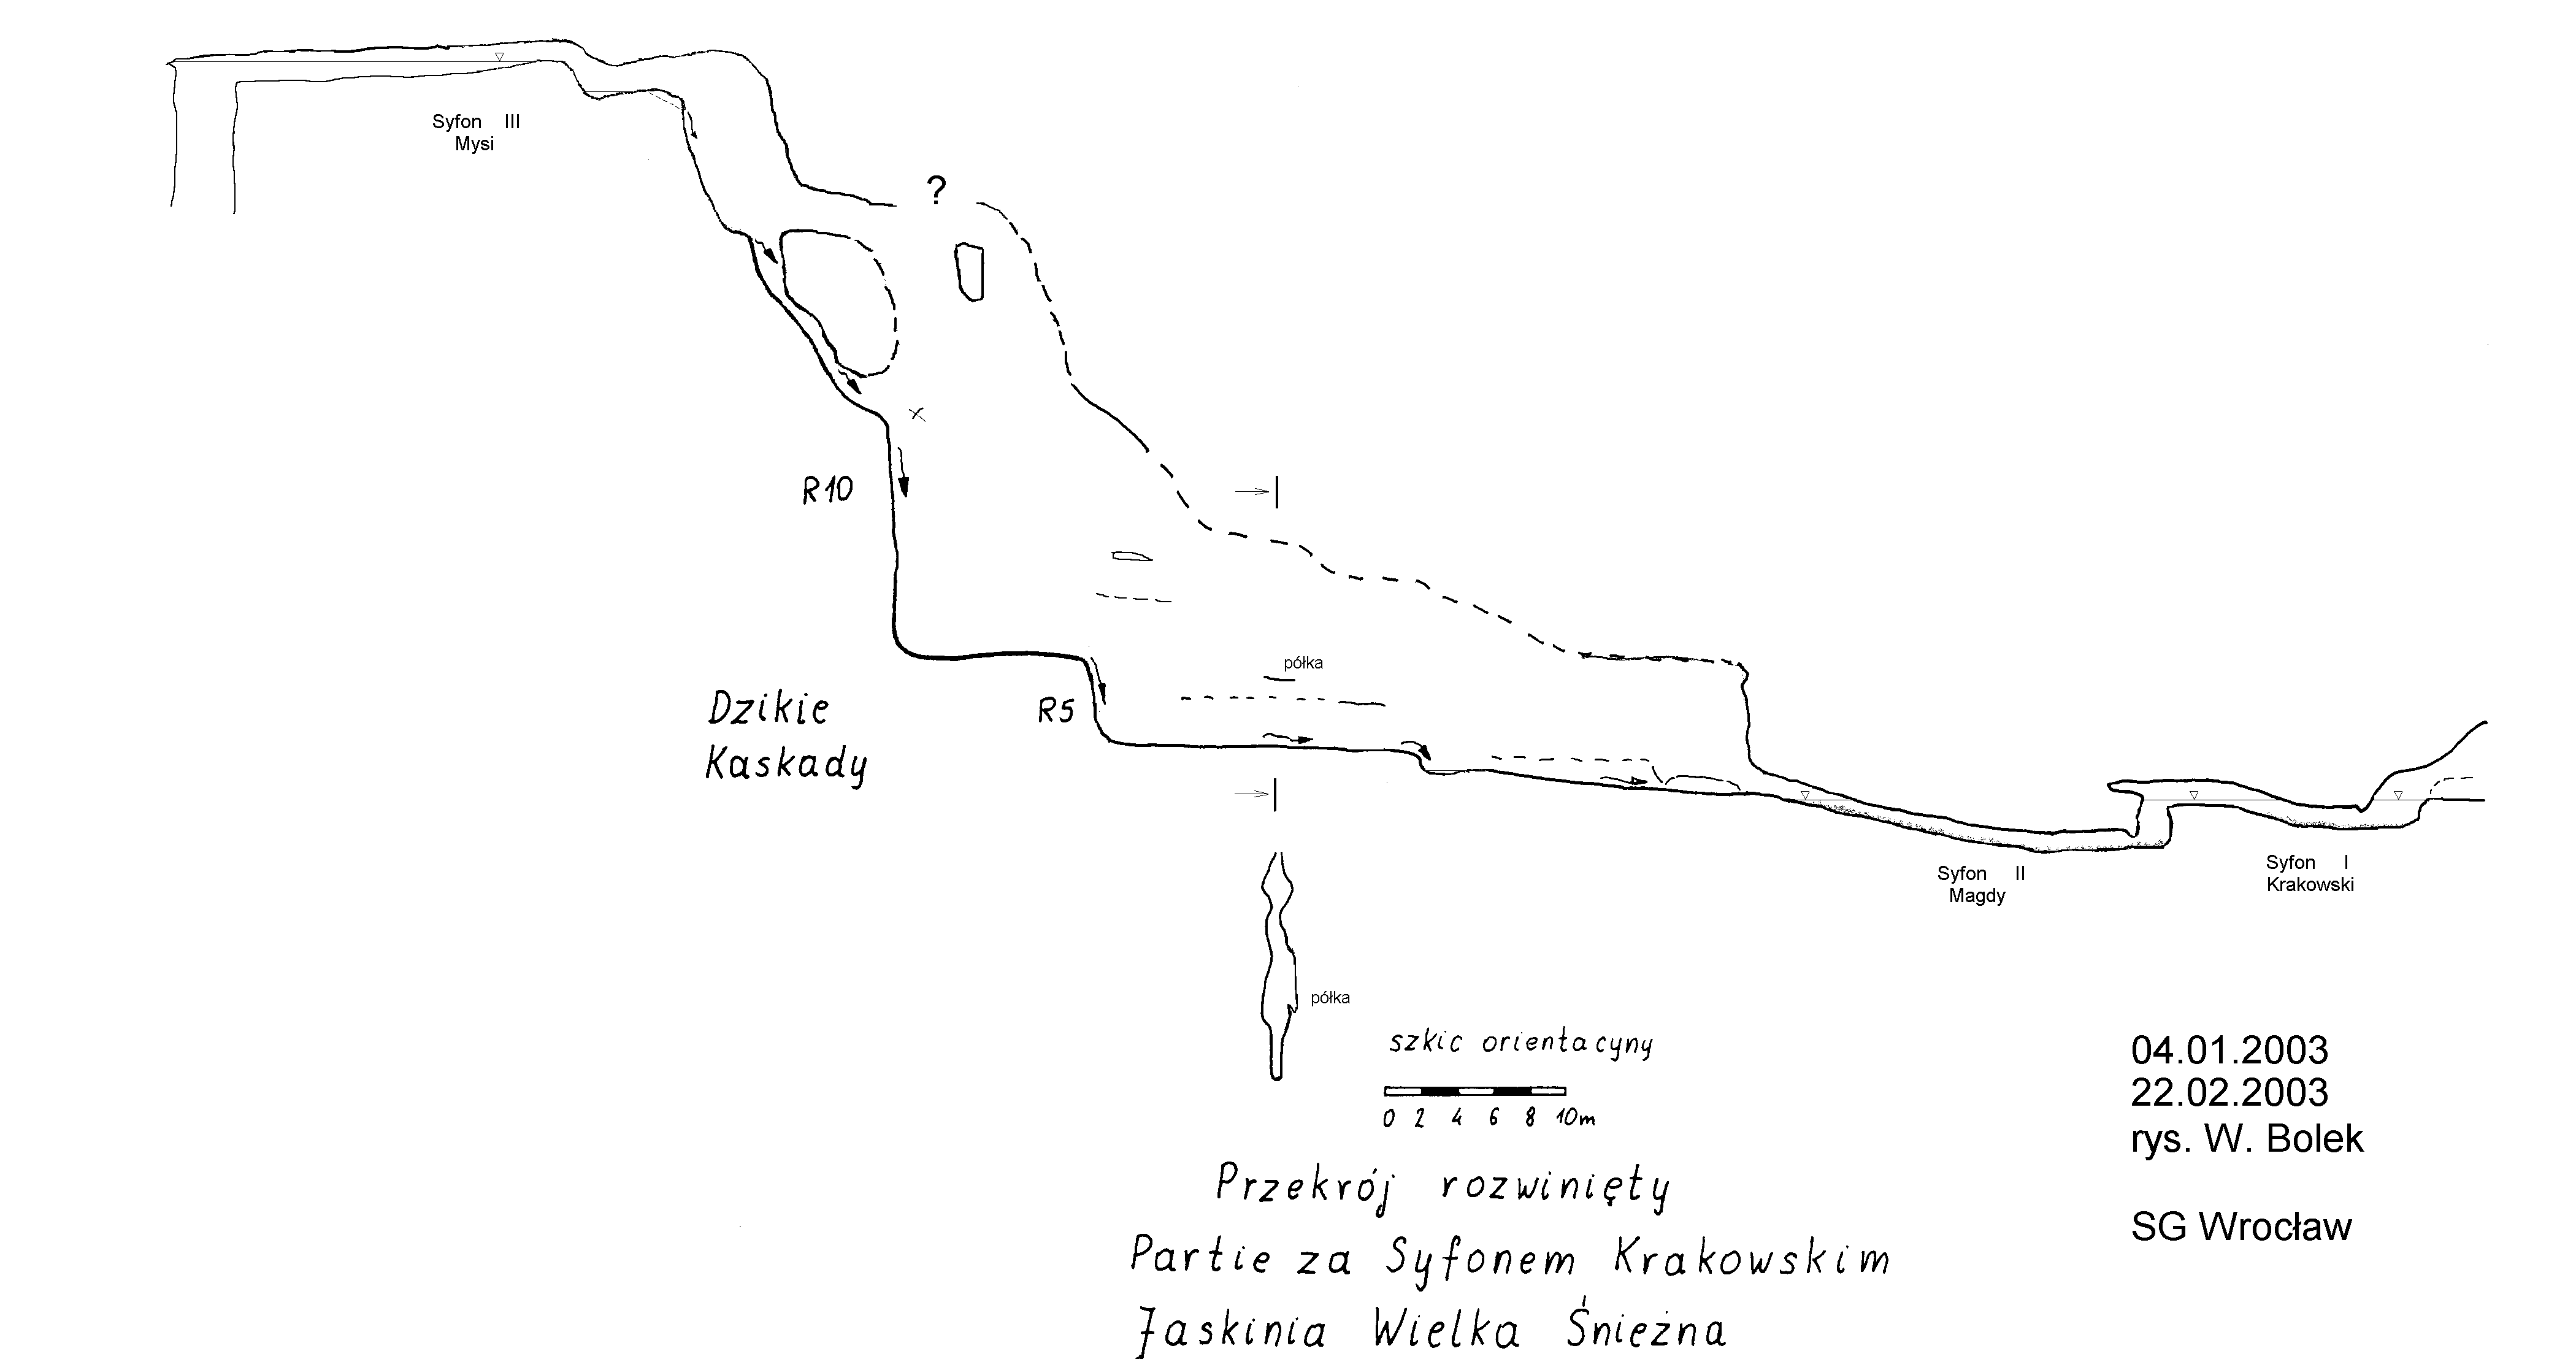 Syfon III
Mysi
?
R10
półka
Dzikie
Kaskady
R5
Syfon II
Magdy
Syfon I
Krakowski
półka
szkic orientacyny
0 2 4 6 8 10m
Przekrój rozwinięty
Partie za Syfonem Krakowskim
Jaskinia Wielka Śnieżna
04.01.2003
22.02.2003
rys. W. Bolek
SG Wrocław